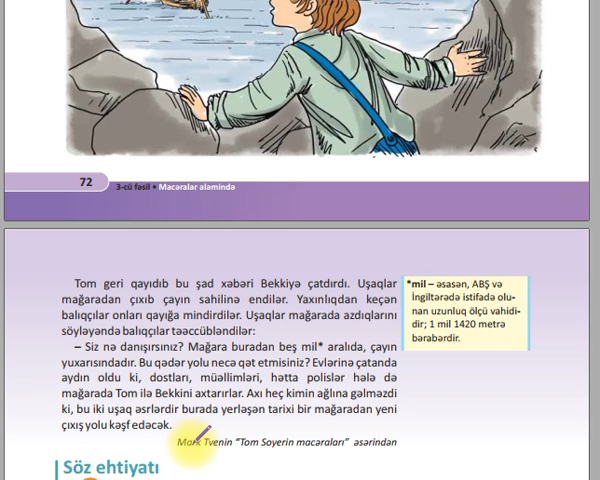 72
3-cü fəsil • Macəralar aləmində
Tom geri qayıdıb bu şad xəbəri Bekkiyə çatdırdı. Uşaqlar
mağaradan çıxıb çayın sahilinə endilər. Yaxınlıqdan keçən
balıqçılar onları qayığa mindirdilər. Uşaqlar mağarada azdıqlarını
söyləyəndə balıqçılar təəccübləndilər:
– Siz nə danışırsınız? Mağara buradan beş mil* aralıda, çayın
yuxarısındadır. Bu qədər yolu necə qət etmisiniz? Evlərinə çatanda
aydın oldu ki, dostları, müəllimləri, hətta polislər hələ də
mağarada Tom ilə Bekkini axtarırlar. Axı heç kimin ağlına gəlməzdi
ki, bu iki uşaq əsrlərdir burada yerləşən tarixi bir mağaradan yeni
çıxış yolu kəşf edəcək.
Mark Tvenin “Tom Soyerin macəraları” əsərindən
*mil – əsasən, ABŞ və
İngiltərədə istifadə olu-
nan uzunluq ölçü vahidi-
dir; 1 mil 1420 metrə
bərabərdir.
Söz ehtiyatı